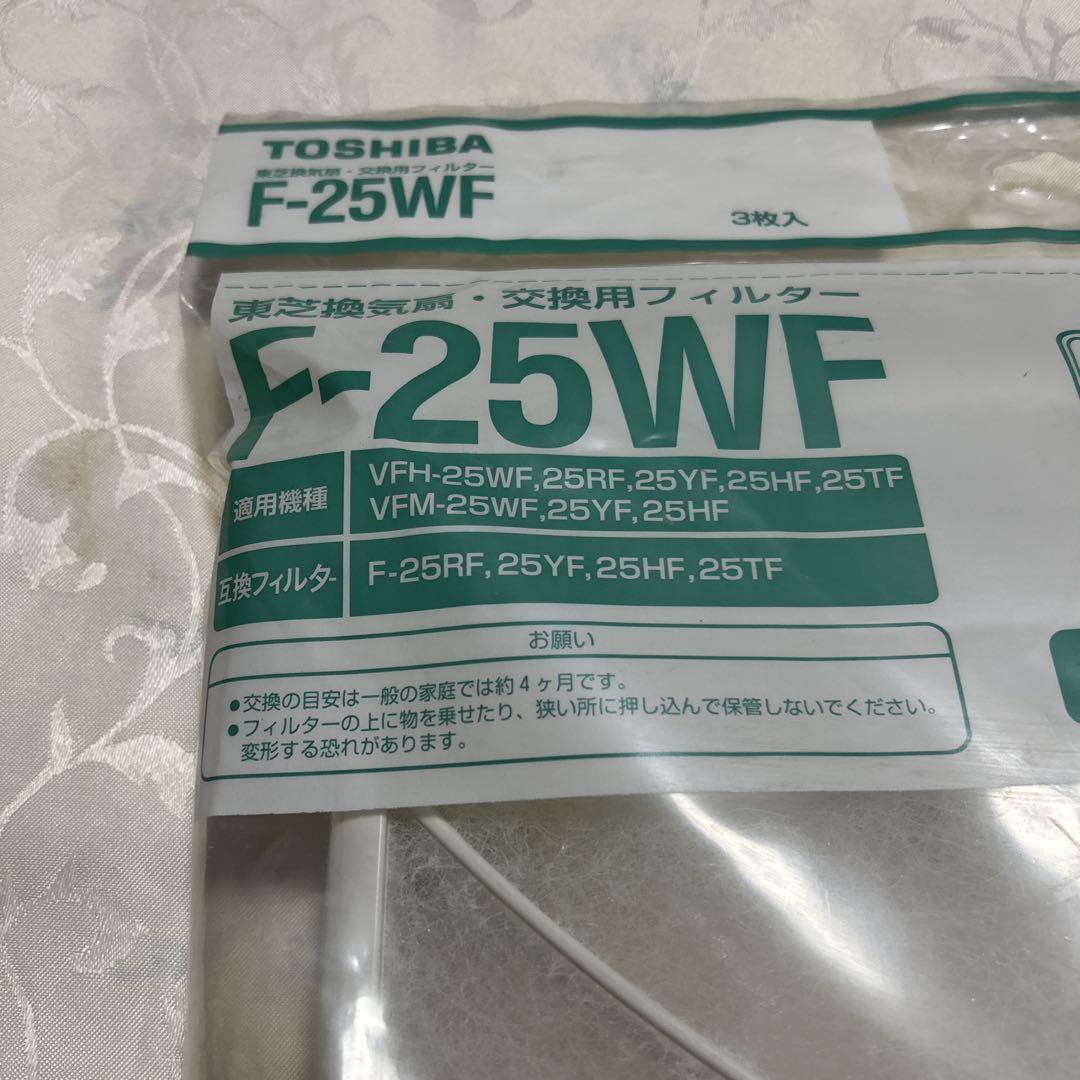 TOSHIBA
東芝換気扇・交換用フィルター
F-25WF
3枚入
東芝換気扇・交換用フィルター
F-25WF
適用機種
VFH-25WF,25RF,25YF,25HF,25TF
VFM-25WF,25YF,25HF
互換フィルター
F-25RF,25YF,25HF,25TF
お願い
●交換の目安は一般の家庭では約4ヶ月です。
●フィルターの上に物を乗せたり、狭い所に押し込んで保管しないでください。
変形する恐れがあります。